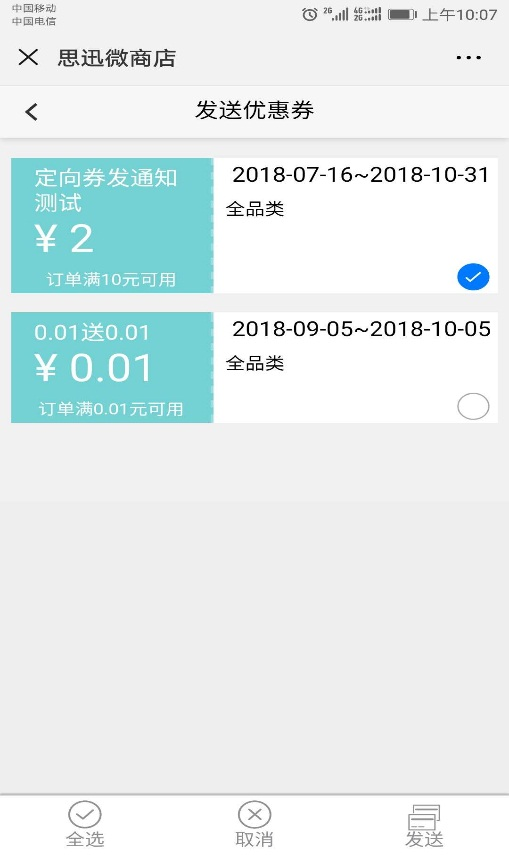 中国移动
中国电信
2G 4G 2G 上午10:07
思迅微商店
发送优惠券
定向券发通知
测试
¥ 2
订单满10元可用
2018-07-16~2018-10-31
全品类
0.01送0.01
¥ 0.01
订单满0.01元可用
2018-09-05~2018-10-05
全品类
全选 取消 发送